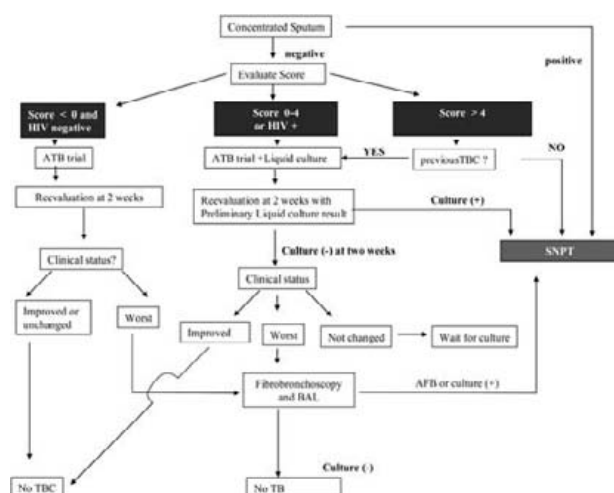 Concentrated Sputum
negative
positive
Evaluate Score
Score < 0 and
HIV negative
Score 0-4
or HIV +
Score > 4
ATB trial
ATB trial +Liquid culture
YES
previousTBC ?
NO
Reevaluation at 2 weeks
Reevaluation at 2 weeks with
Preliminary Liquid culture result
Culture (+)
SNPT
Culture (-) at two weeks
Clinical status?
Clinical status
Improved or
unchanged
Worst
Improved
Worst
Not changed
Wait for culture
Fibrobronchoscopy
and BAL
AFB or culture (+)
Culture (-)
No TBC
No TB